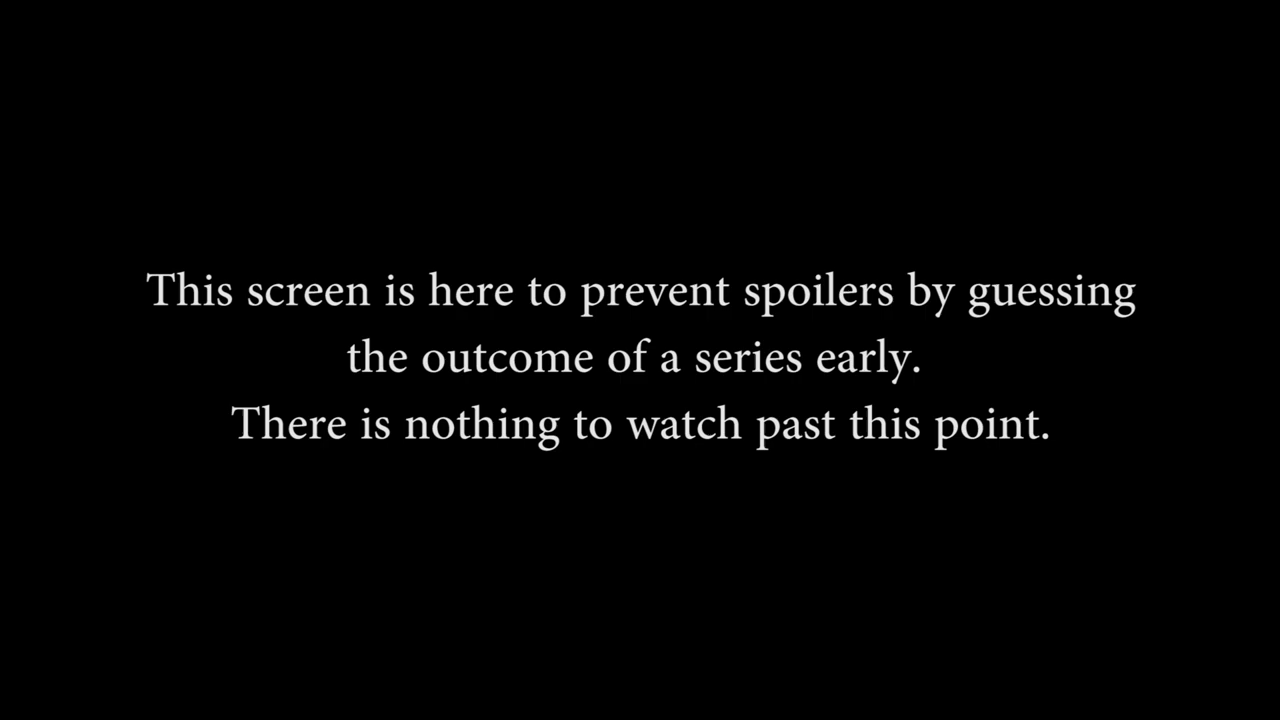 This screen is here to prevent spoilers by guessing
the outcome of a series early.
There is nothing to watch past this point.